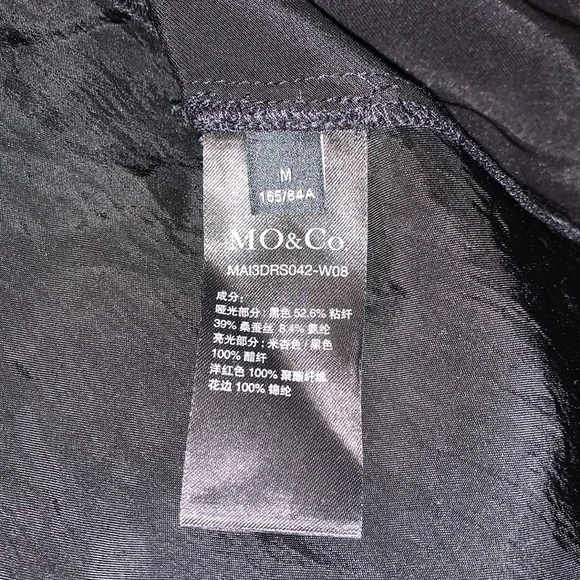 M
165/84A
MO&Co
MAI3DRS042-W08
成分:
哑光部分: 黑色 52.6% 粘纤
39% 桑蚕丝 8.4% 氨纶
亮光部分: 米杏色 / 黑色
100% 醋纤
洋红色 100% 聚酯纤维
花边 100% 锦纶